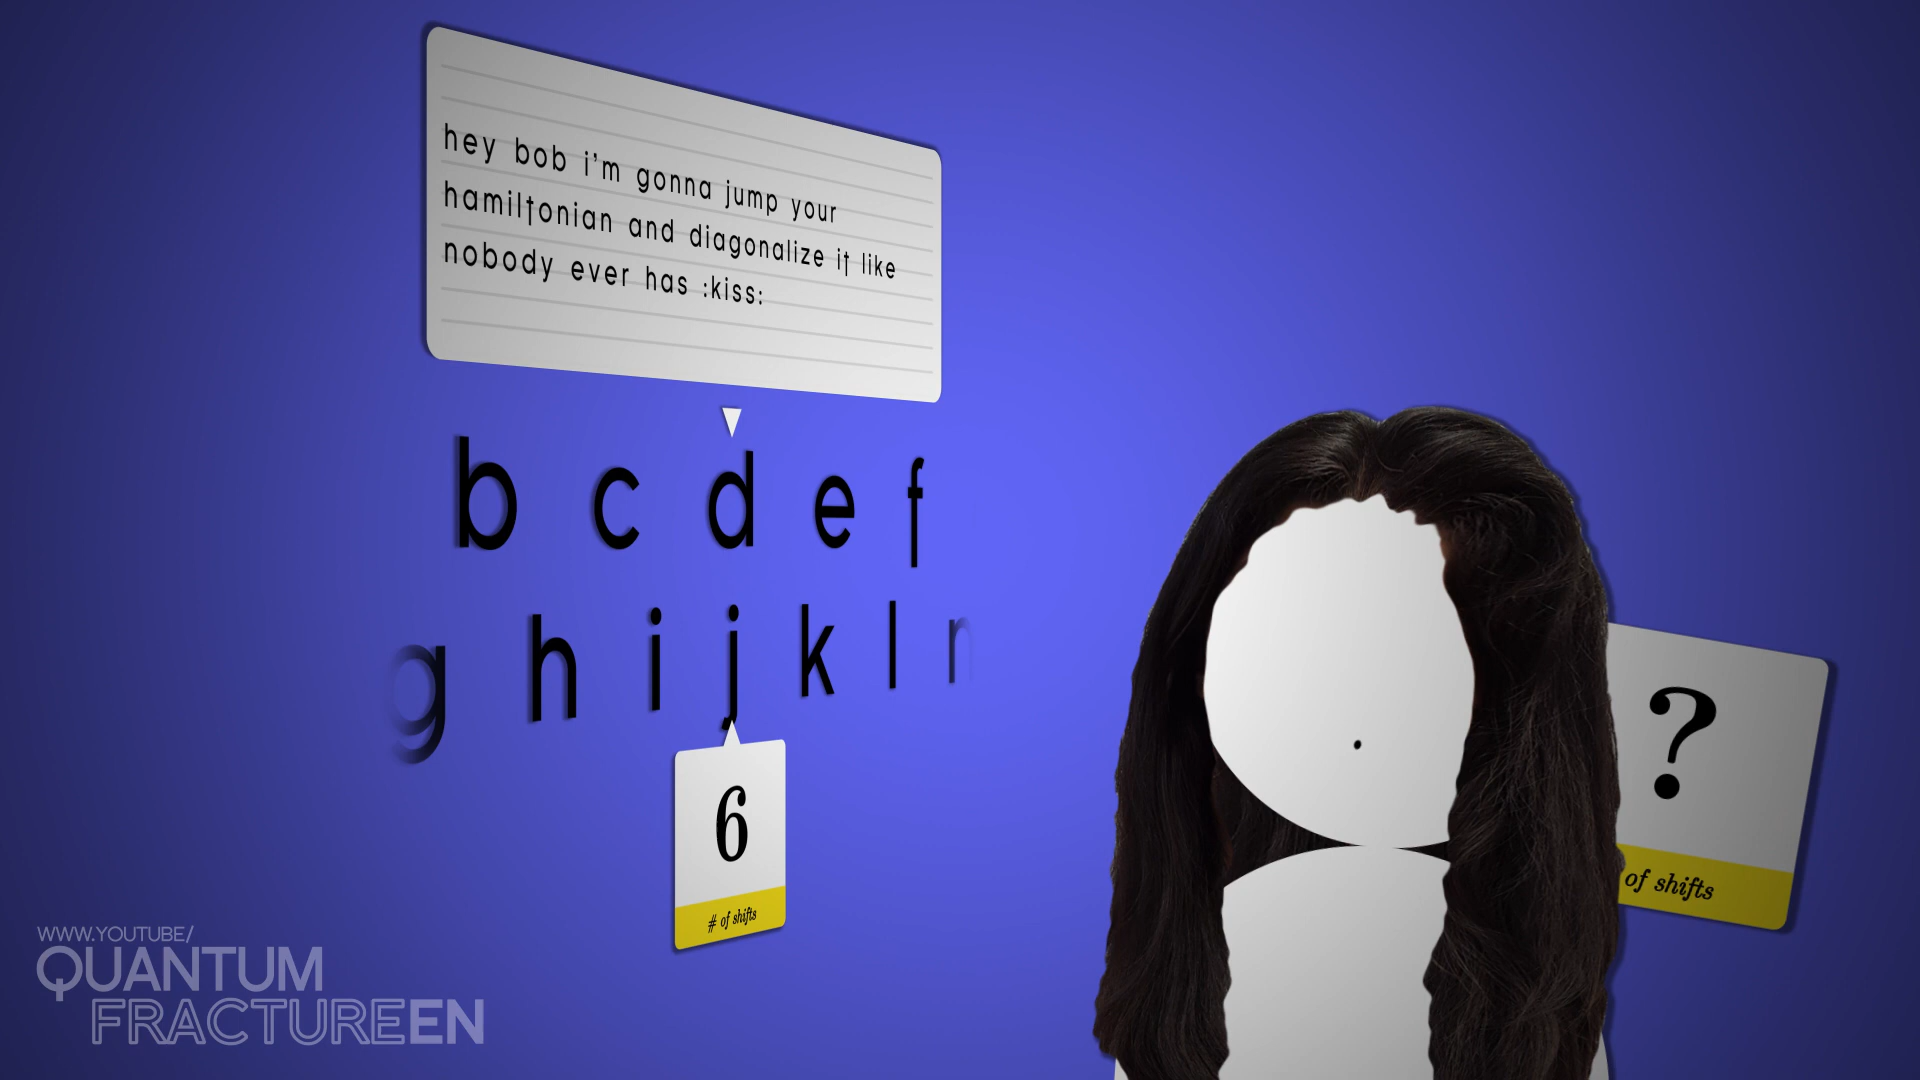 hey bob i'm gonna jump your
hamiltonian and diagonalize it like
nobody ever has :kiss:
b c d e f
g h i j k l
6
# of shifts
?
of shifts
WWW.YOUTUBE/
QUANTUM
FRACTUREEN